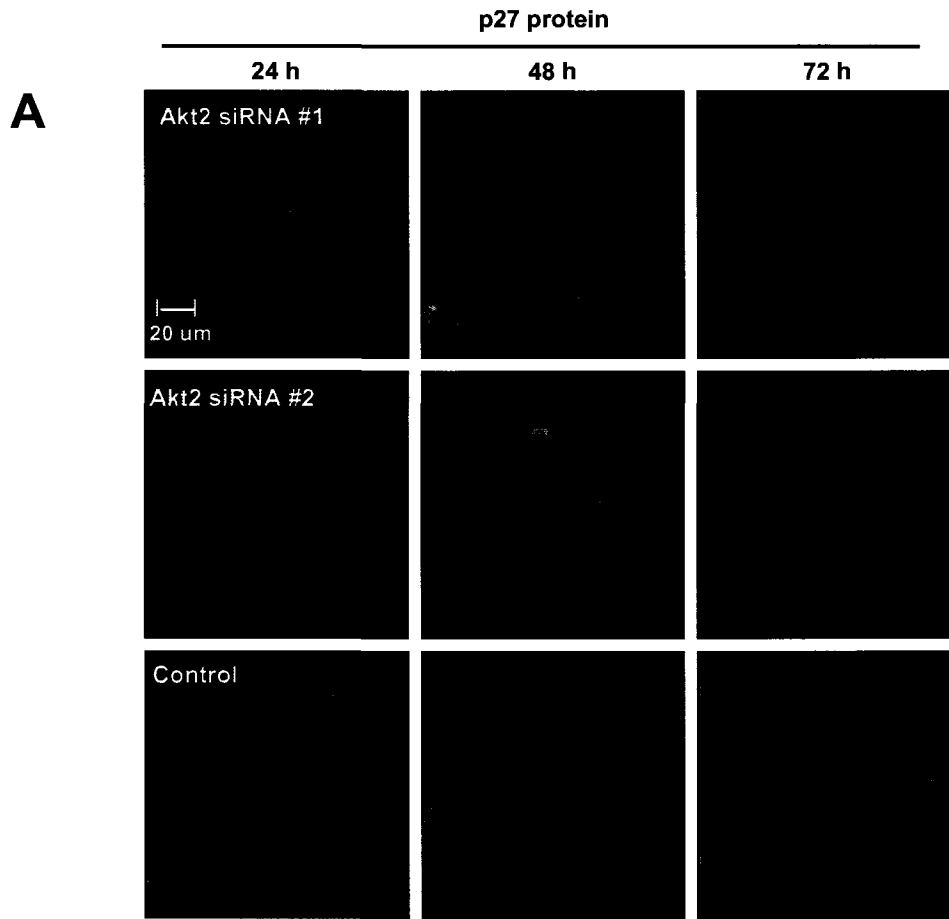 p27 protein
24 h 48 h 72 h
A
Akt2 siRNA #1
20 um
Akt2 siRNA #2
Control